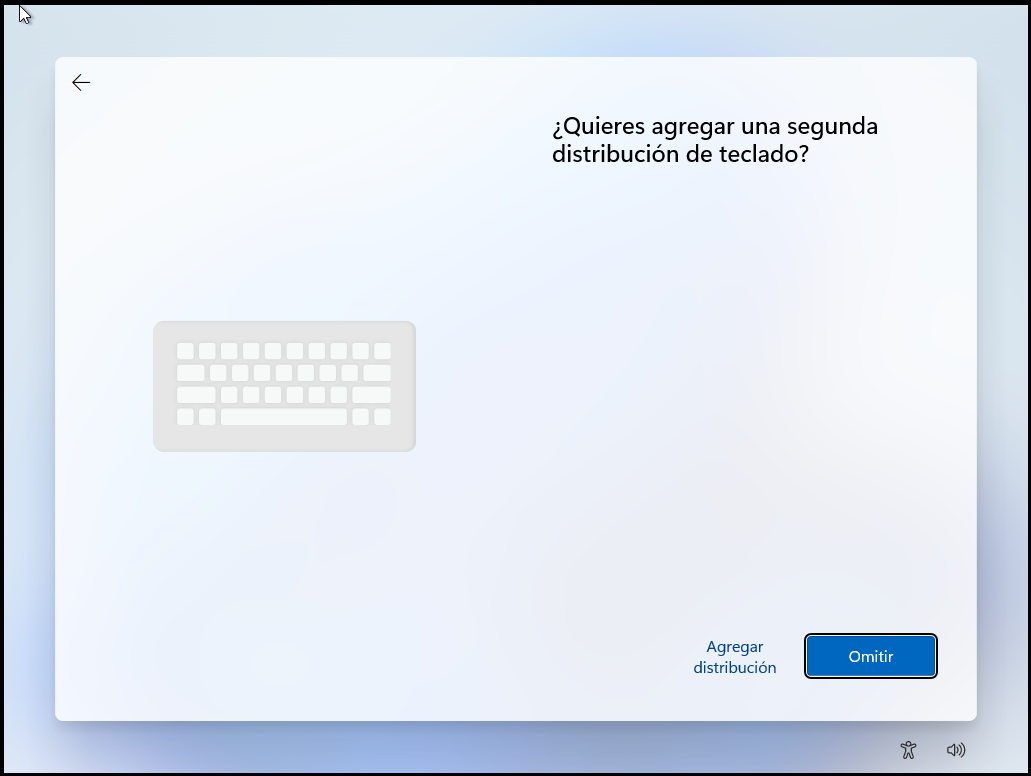 ¿Quieres agregar una segunda
distribución de teclado?
Agregar
distribución
Omitir